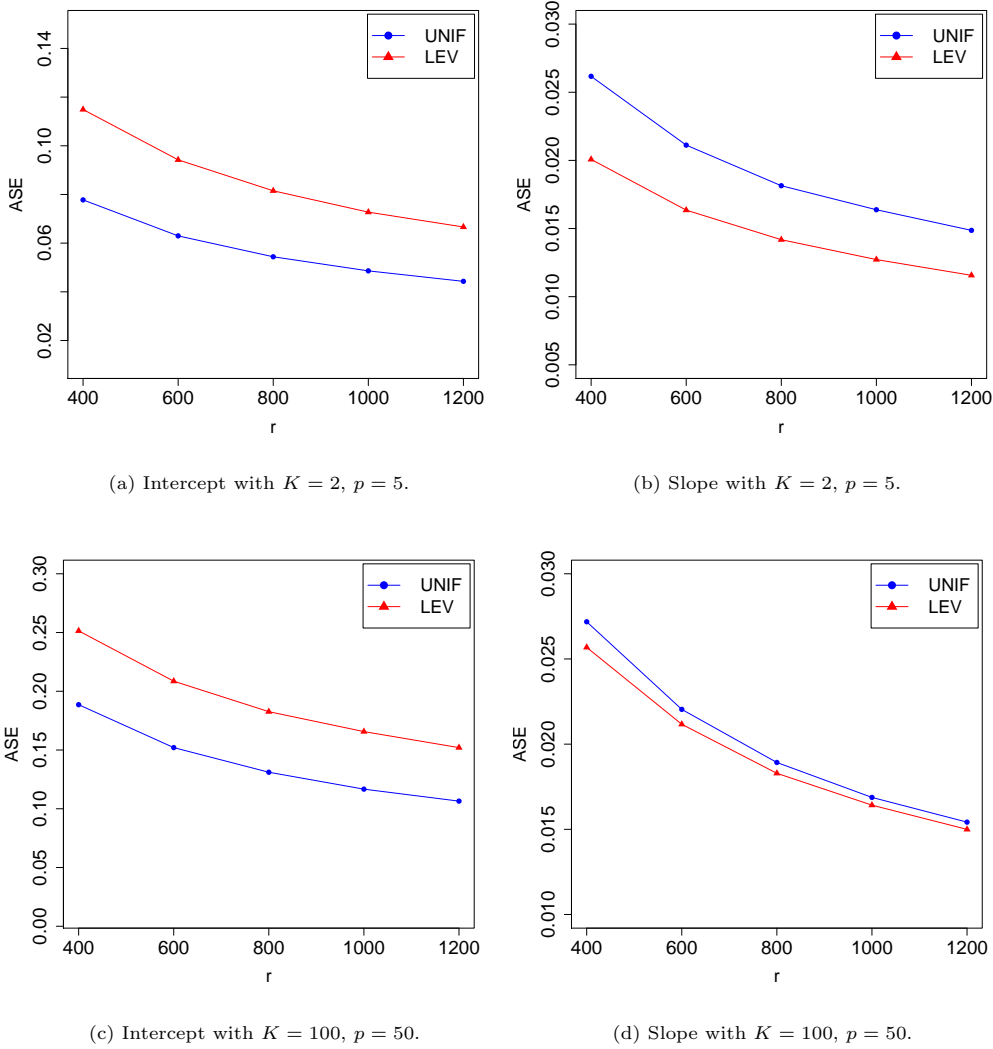 UNIF
LEV
ASE
0.02 0.06 0.10 0.14
400 600 800 1000 1200
r
(a) Intercept with K = 2, p = 5.
UNIF
LEV
ASE
0.005 0.010 0.015 0.020 0.025 0.030
400 600 800 1000 1200
r
(b) Slope with K = 2, p = 5.
UNIF
LEV
ASE
0.00 0.05 0.10 0.15 0.20 0.25 0.30
400 600 800 1000 1200
r
(c) Intercept with K = 100, p = 50.
UNIF
LEV
ASE
0.010 0.015 0.020 0.025 0.030
400 600 800 1000 1200
r
(d) Slope with K = 100, p = 50.